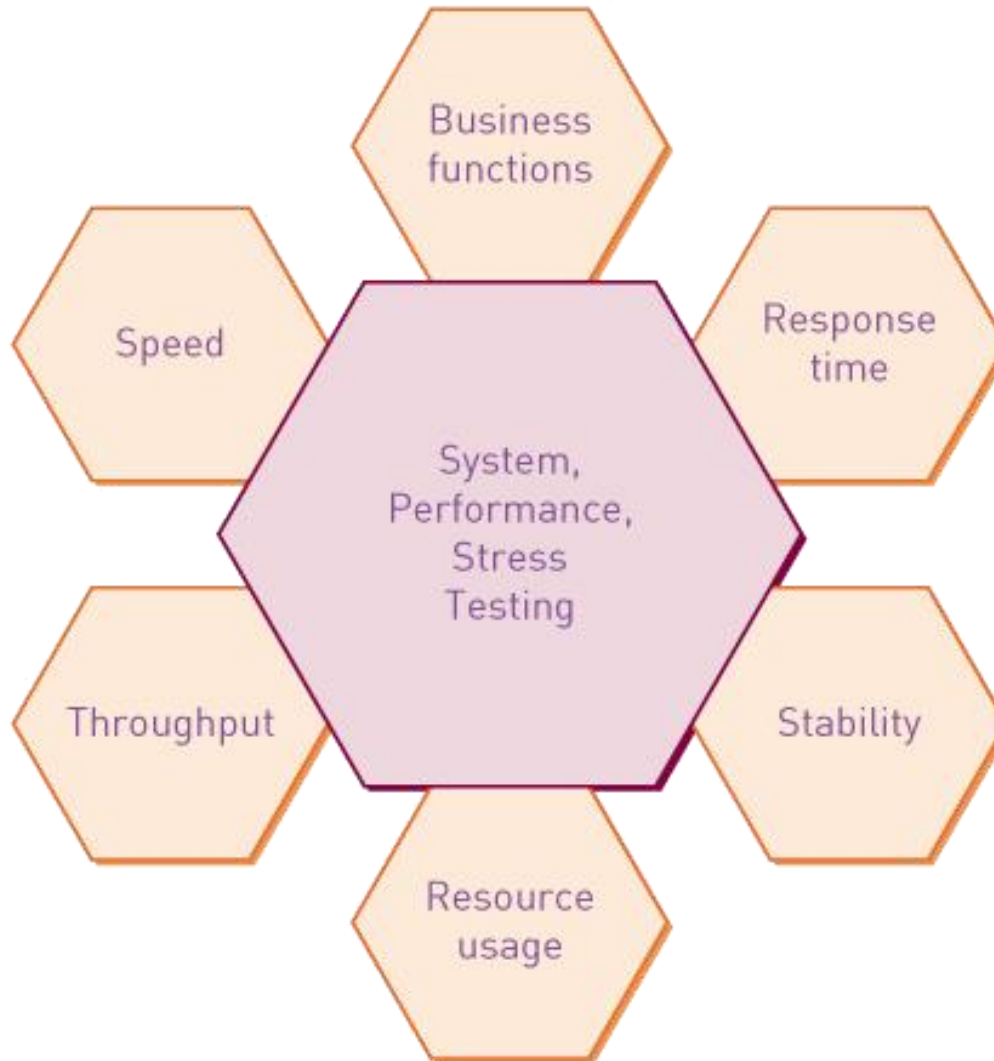 Business
functions
Speed
Response
time
System,
Performance,
Stress
Testing
Throughput
Stability
Resource
usage